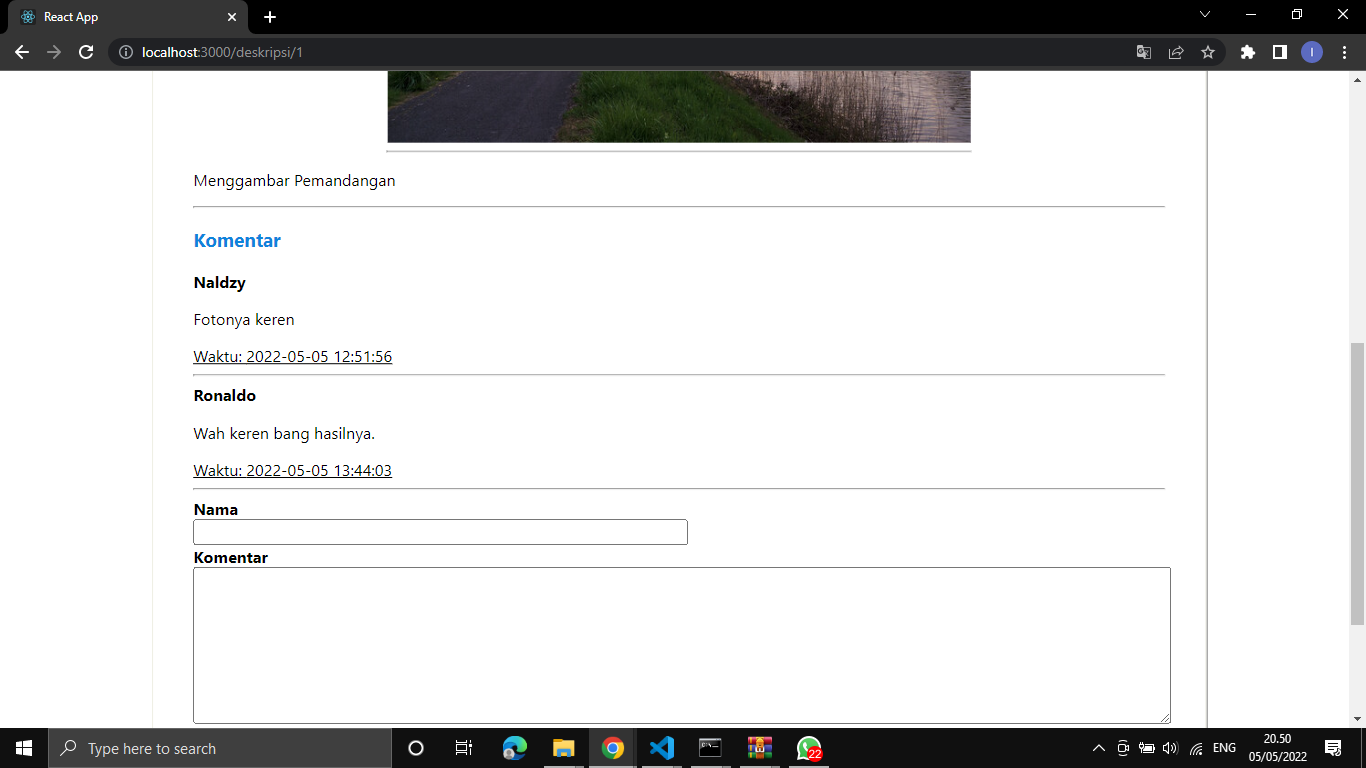 React App
localhost:3000/deskripsi/1
I
Menggambar Pemandangan
Komentar
Naldzy
Fotonya keren
Waktu: 2022-05-05 12:51:56
Ronaldo
Wah keren bang hasilnya.
Waktu: 2022-05-05 13:44:03
Nama
Komentar
Type here to search
22
ENG
20.50
05/05/2022